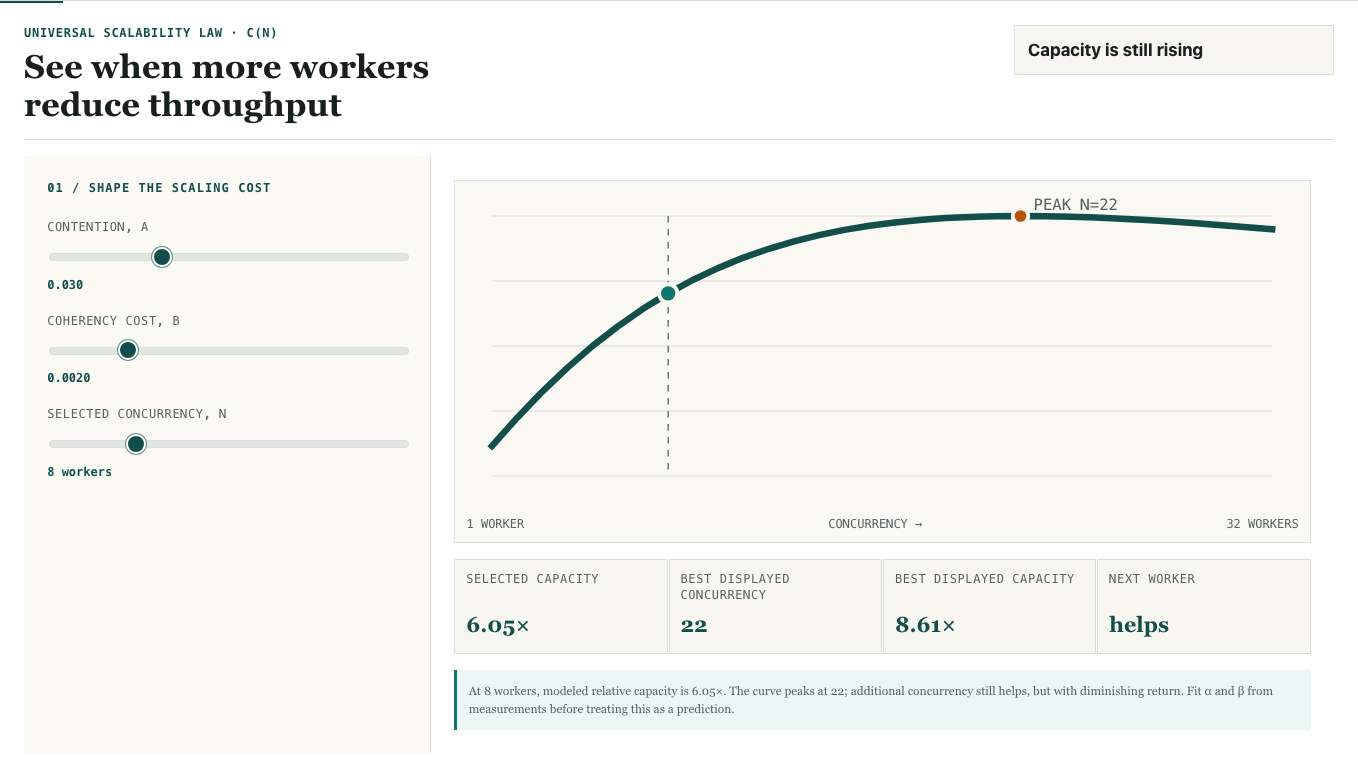 UNIVERSAL SCALABILITY LAW · C(N)
See when more workers
reduce throughput
Capacity is still rising
01 / SHAPE THE SCALING COST
CONTENTION, Α
0.030
COHERENCY COST, Β
0.0020
SELECTED CONCURRENCY, N
8 workers
PEAK N=22
1 WORKER
CONCURRENCY →
32 WORKERS
SELECTED CAPACITY
6.05×
BEST DISPLAYED
CONCURRENCY
22
BEST DISPLAYED CAPACITY
8.61×
NEXT WORKER
helps
At 8 workers, modeled relative capacity is 6.05×. The curve peaks at 22; additional concurrency still helps, but with diminishing return. Fit α and β from
measurements before treating this as a prediction.